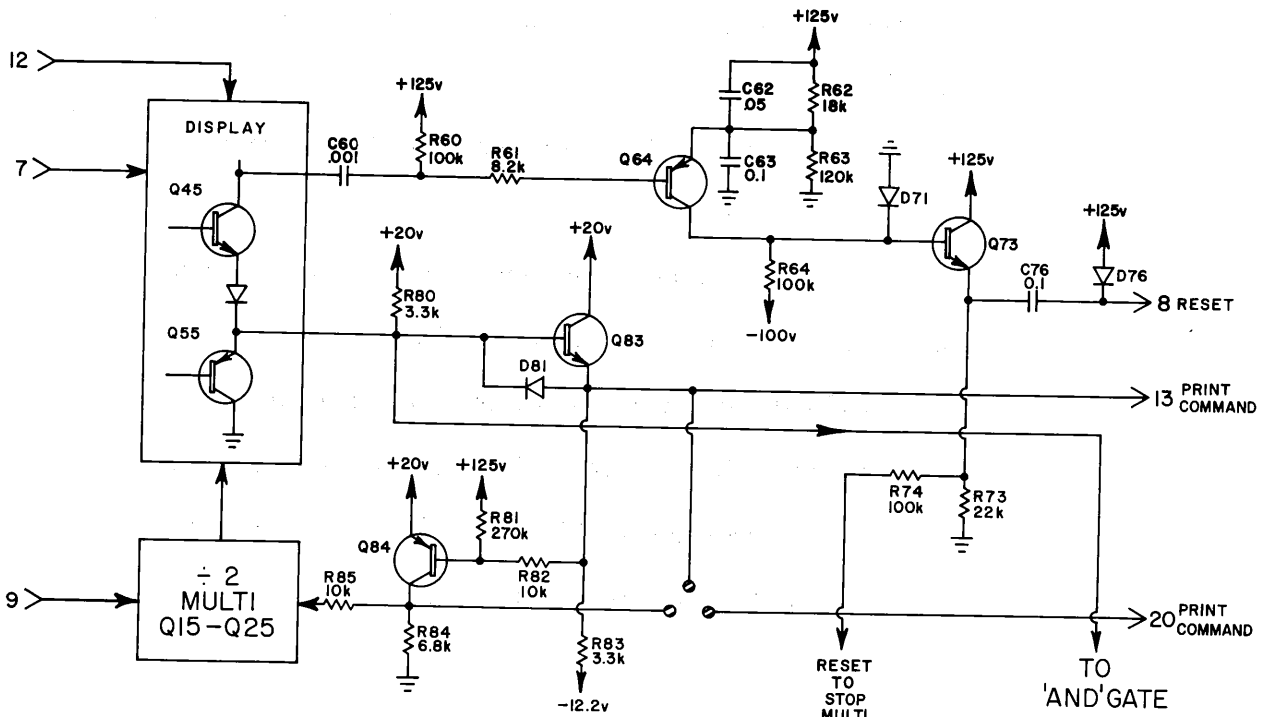 12
7
9
DISPLAY
Q45
Q55
C60
.001
+125v
R60
100k
R61
8.2k
Q64
+125v
C62
.05
R62
18k
C63
0.1
R63
120k
D71
+125v
Q73
+125v
D76
C76
0.1
8 RESET
R64
100k
-100v
+20v
R80
3.3k
+20v
Q83
D81
13 PRINT
COMMAND
+20v
+125v
R81
270k
Q84
R82
10k
R85
10k
÷ 2
MULTI
Q15-Q25
R84
6.8k
R83
3.3k
-12.2v
R74
100k
R73
22k
20 PRINT
COMMAND
RESET
TO
STOP
MULTI
TO
'AND' GATE